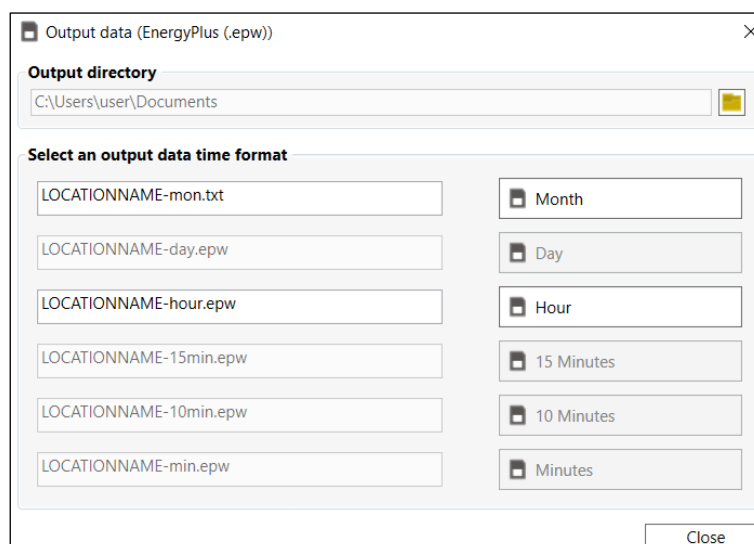 Output data (EnergyPlus (.epw))
Output directory
C:\Users\user\Documents
Select an output data time format
LOCATIONNAME-mon.txt
Month
LOCATIONNAME-day.epw
Day
LOCATIONNAME-hour.epw
Hour
LOCATIONNAME-15min.epw
15 Minutes
LOCATIONNAME-10min.epw
10 Minutes
LOCATIONNAME-min.epw
Minutes
Close